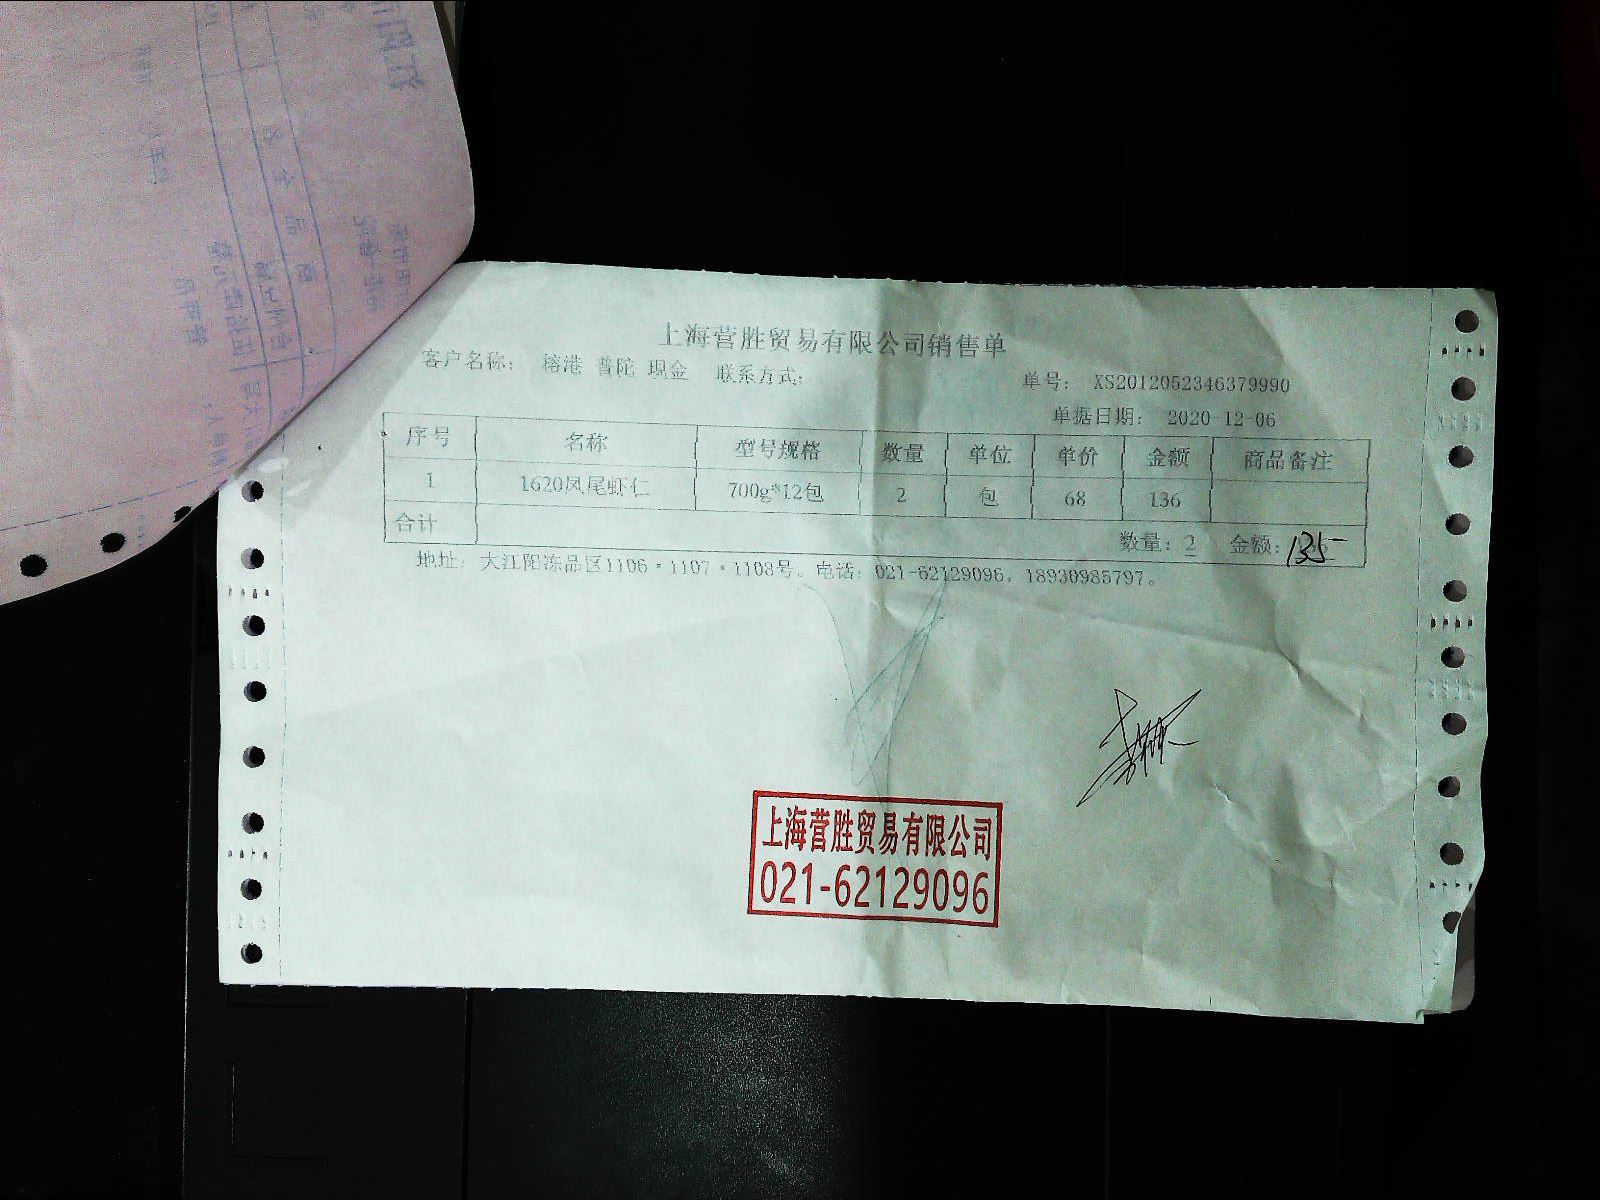 上海营胜贸易有限公司销售单
客户名称： 榕港 普陀 现金 联系方式：
单号： XS2012052346379990
单据日期： 2020-12-06
序号 名称 型号规格 数量 单位 单价 金额 商品备注
1 1620凤尾虾仁 700g*12包 2 包 68 136
合计 数量：2 金额：135
地址：大江阳冻品区1106·1107·1108号。电话：021-62129096，18930985797。
上海营胜贸易有限公司
021-62129096